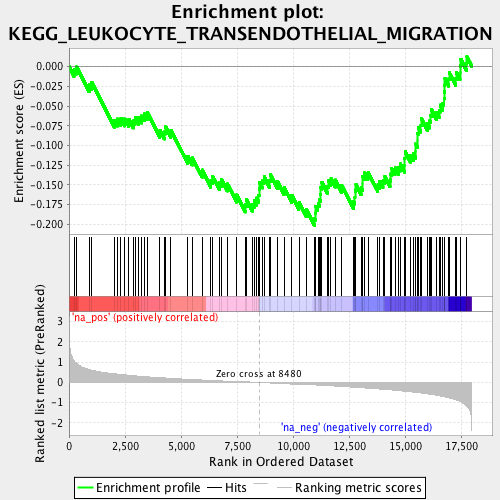 Enrichment plot:
KEGG_LEUKOCYTE_TRANSENDOTHELIAL_MIGRATION
Enrichment score (ES)
0.000
-0.025
-0.050
-0.075
-0.100
-0.125
-0.150
-0.175
-0.200
'na_pos' (positively correlated)
Ranked list metric (PreRanked)
3
2
1
0
-1
-2
Zero cross at 8480
'na_neg' (negatively correlated)
0
2,500
5,000
7,500
10,000
12,500
15,000
17,500
Rank in Ordered Dataset
Enrichment profile
Hits
Ranking metric scores